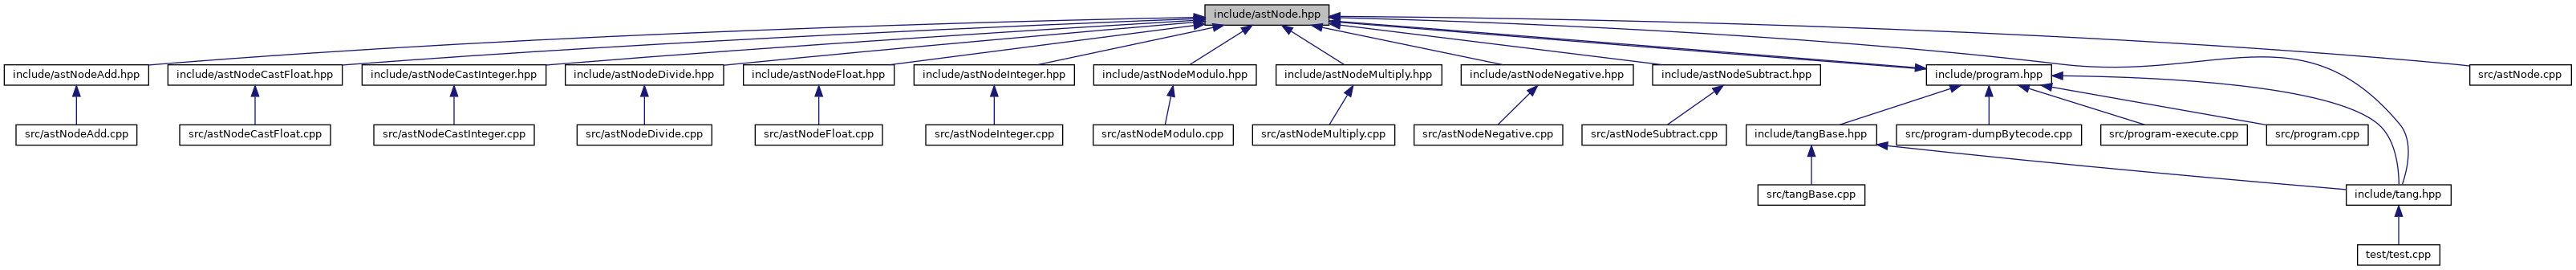 include/astNode.hpp
include/astNodeAdd.hpp
include/astNodeCastFloat.hpp
include/astNodeCastInteger.hpp
include/astNodeDivide.hpp
include/astNodeFloat.hpp
include/astNodeInteger.hpp
include/astNodeModulo.hpp
include/astNodeMultiply.hpp
include/astNodeNegative.hpp
include/astNodeSubtract.hpp
include/program.hpp
src/astNode.cpp
src/astNodeAdd.cpp
src/astNodeCastFloat.cpp
src/astNodeCastInteger.cpp
src/astNodeDivide.cpp
src/astNodeFloat.cpp
src/astNodeInteger.cpp
src/astNodeModulo.cpp
src/astNodeMultiply.cpp
src/astNodeNegative.cpp
src/astNodeSubtract.cpp
include/tangBase.hpp
src/program-dumpBytecode.cpp
src/program-execute.cpp
src/program.cpp
src/tangBase.cpp
include/tang.hpp
test/test.cpp